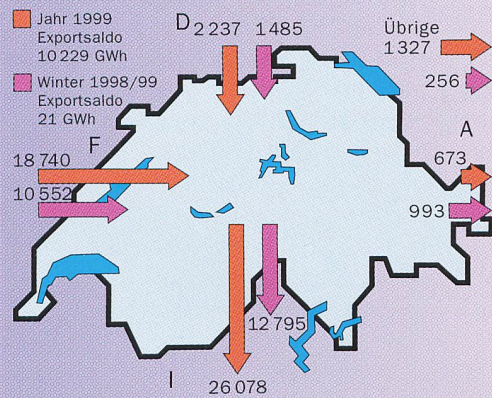 Jahr 1999
Exportsaldo
10 229 GWh
Winter 1998/99
Exportsaldo
21 GWh
D
2 237
1 485
Übrige
1 327
256
F
18 740
10 552
A
673
993
12 795
I
26 078